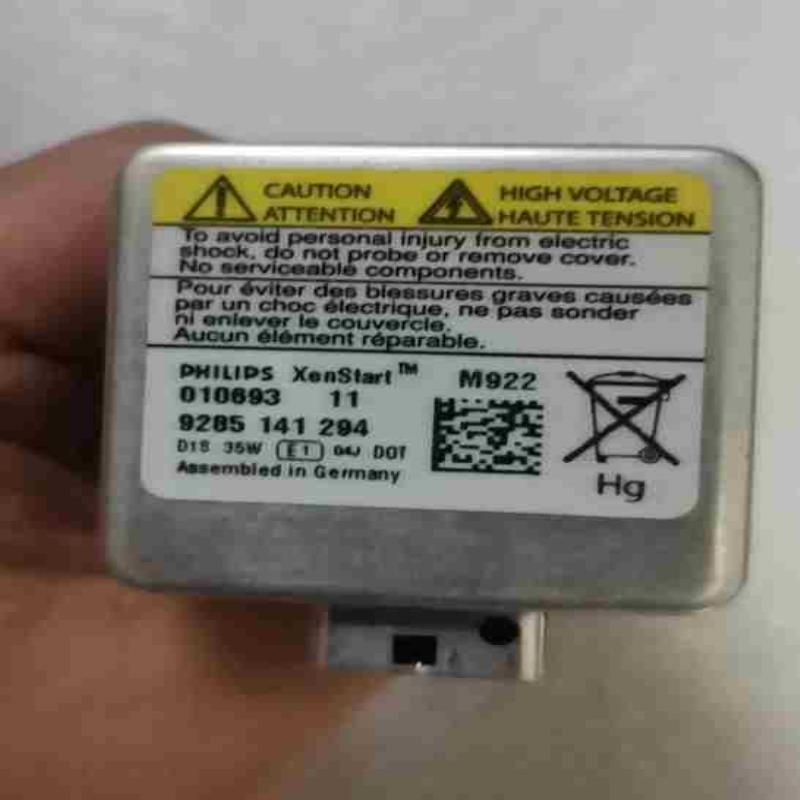 CAUTION
ATTENTION
HIGH VOLTAGE
HAUTE TENSION
To avoid personal injury from electric
shock, do not probe or remove cover.
No serviceable components.
Pour éviter des blessures graves causées
par un choc électrique, ne pas sonder
ni enlever le couvercle.
Aucun élément réparable.
PHILIPS XenStart™ M922
010693 11
9285 141 294
D1S 35W E1 04J DOT
Assembled in Germany
Hg